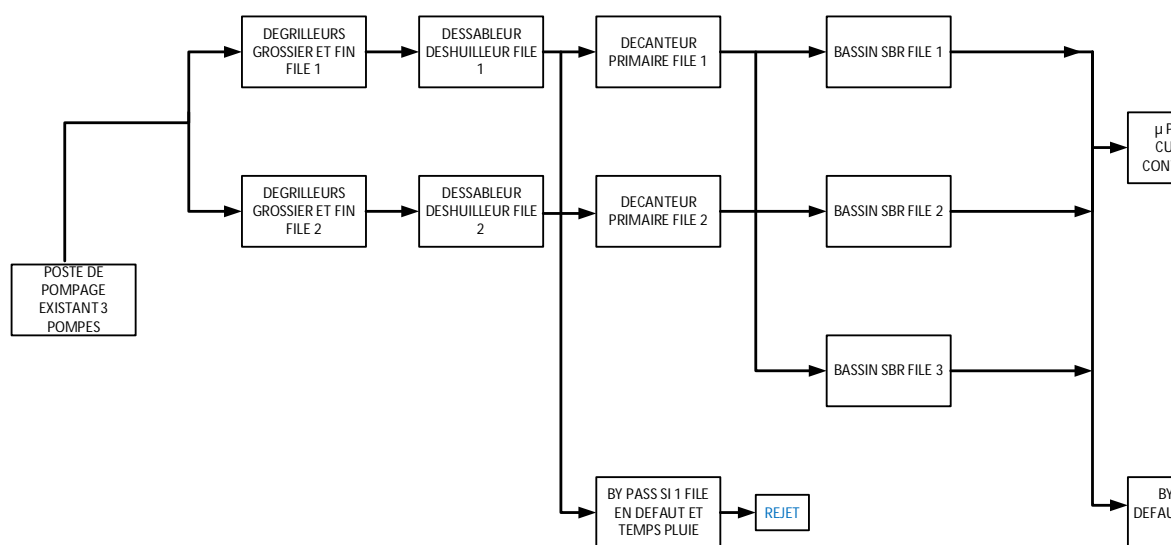 DEGRILLEURS
GROSSIER ET FIN
FILE 1
DESSABLEUR
DESHUILLEUR FILE
1
DECANTEUR
PRIMAIRE FILE 1
BASSIN SBR FILE 1
DEGRILLEURS
GROSSIER ET FIN
FILE 2
DESSABLEUR
DESHUILLEUR FILE
2
DECANTEUR
PRIMAIRE FILE 2
BASSIN SBR FILE 2
POSTE DE
POMPAGE
EXISTANT 3
POMPES
BASSIN SBR FILE 3
BY PASS SI 1 FILE
EN DEFAUT ET
TEMPS PLUIE
REJET
µ
BY